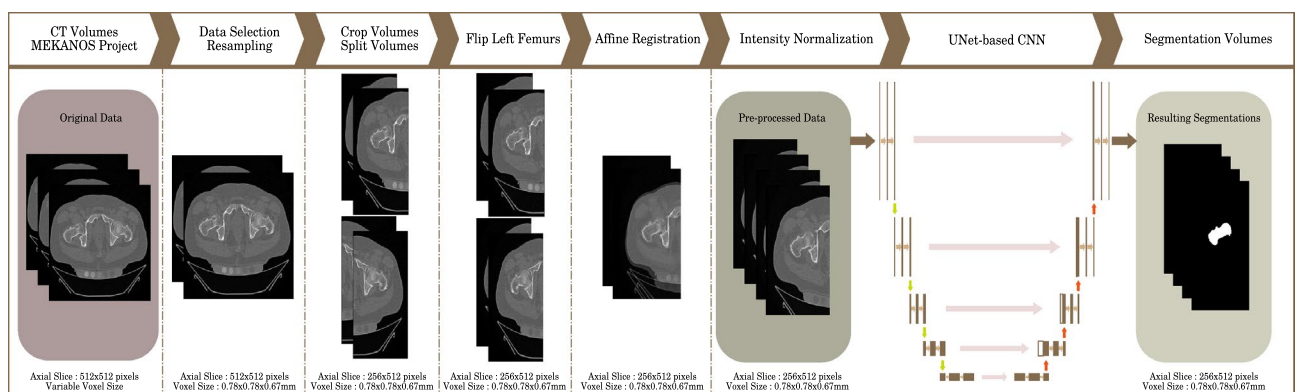 CT Volumes
MEKANOS Project
Data Selection
Resampling
Crop Volumes
Split Volumes
Flip Left Femurs
Affine Registration
Intensity Normalization
UNet-based CNN
Segmentation Volumes
Original Data
Pre-processed Data
Resulting Segmentations
Axial Slice : 512x512 pixels
Variable Voxel Size
Axial Slice : 512x512 pixels
Voxel Size : 0.78x0.78x0.67mm
Axial Slice : 256x512 pixels
Voxel Size : 0.78x0.78x0.67mm
Axial Slice : 256x512 pixels
Voxel Size : 0.78x0.78x0.67mm
Axial Slice : 256x512 pixels
Voxel Size : 0.78x0.78x0.67mm
Axial Slice : 256x512 pixels
Voxel Size : 0.78x0.78x0.67mm
Axial Slice : 256x512 pixels
Voxel Size : 0.78x0.78x0.67mm